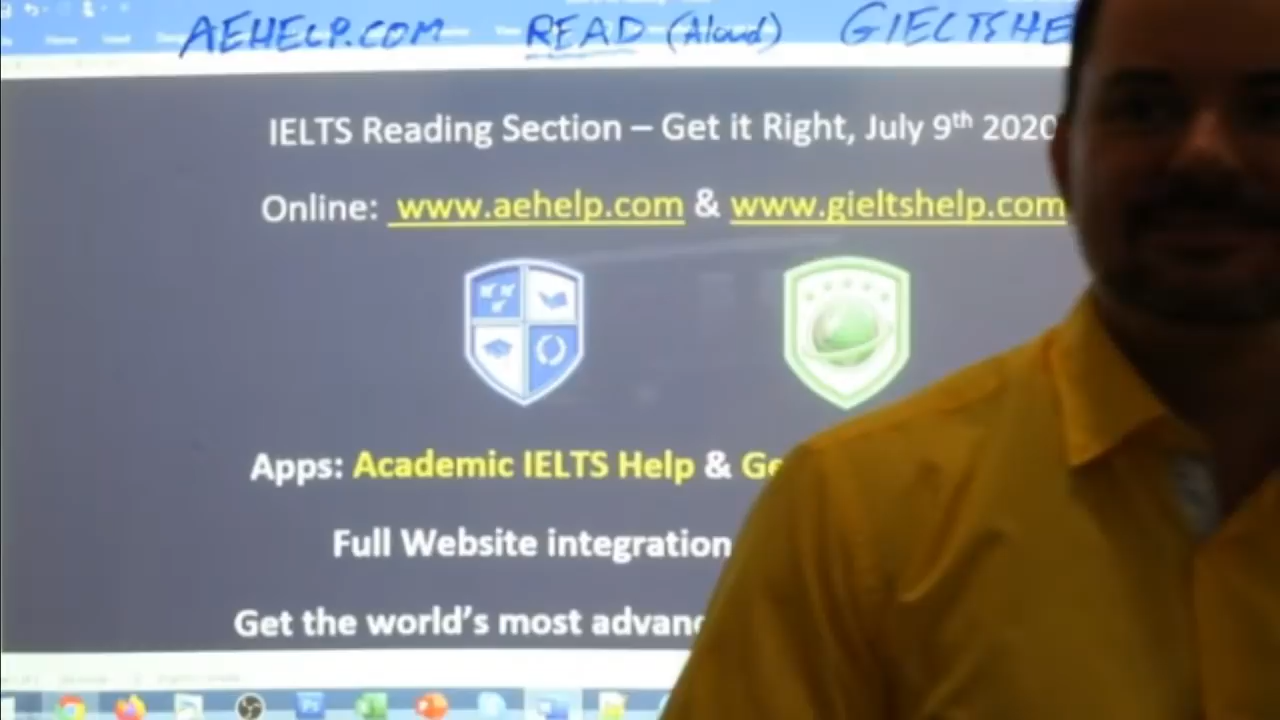 AEHELP.COM READ (Aloud) GIELTSHE
IELTS Reading Section – Get it Right, July 9th 2020
Online: www.aehelp.com & www.gieltshelp.com
Apps: Academic IELTS Help & Ge
Full Website integration
Get the world's most advanc